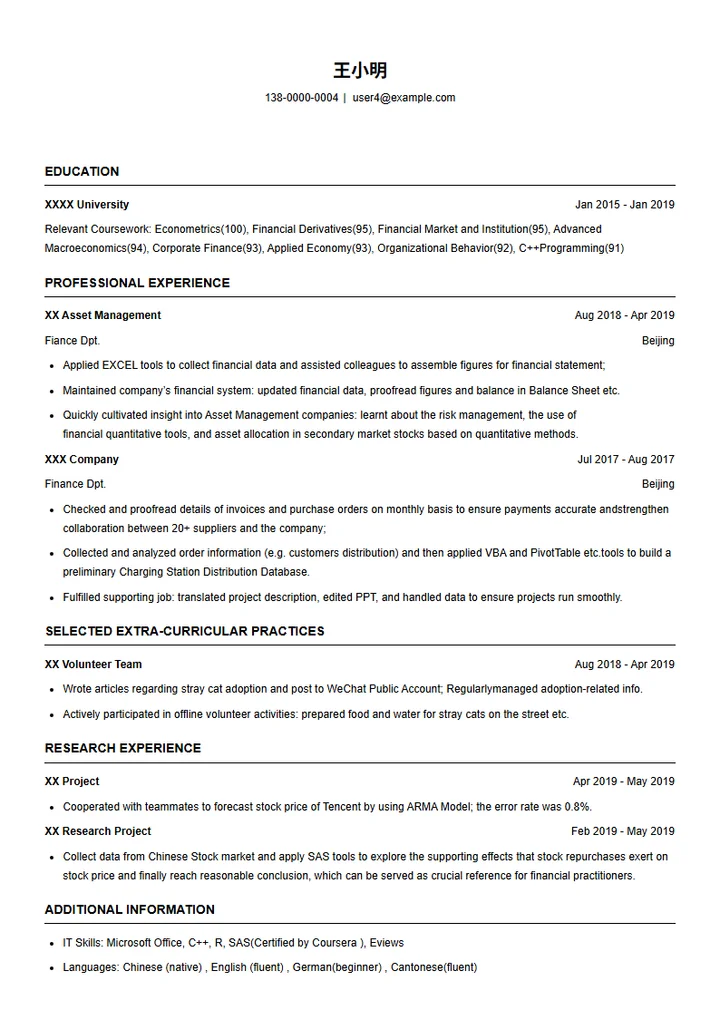 王小明
138-0000-0004 | user4@example.com
EDUCATION
XXXX University Jan 2015 - Jan 2019
Relevant Coursework: Econometrics(100), Financial Derivatives(95), Financial Market and Institution(95), Advanced
Macroeconomics(94), Corporate Finance(93), Applied Economy(93), Organizational Behavior(92), C++Programming(91)
PROFESSIONAL EXPERIENCE
XX Asset Management Aug 2018 - Apr 2019
Fiance Dpt. Beijing
• Applied EXCEL tools to collect financial data and assisted colleagues to assemble figures for financial statement;
• Maintained company's financial system: updated financial data, proofread figures and balance in Balance Sheet etc.
• Quickly cultivated insight into Asset Management companies: learnt about the risk management, the use of
financial quantitative tools, and asset allocation in secondary market stocks based on quantitative methods.
XXX Company Jul 2017 - Aug 2017
Finance Dpt. Beijing
• Checked and proofread details of invoices and purchase orders on monthly basis to ensure payments accurate andstrengthen
collaboration between 20+ suppliers and the company;
• Collected and analyzed order information (e.g. customers distribution) and then applied VBA and PivotTable etc.tools to build a
preliminary Charging Station Distribution Database.
• Fulfilled supporting job: translated project description, edited PPT, and handled data to ensure projects run smoothly.
SELECTED EXTRA-CURRICULAR PRACTICES
XX Volunteer Team Aug 2018 - Apr 2019
• Wrote articles regarding stray cat adoption and post to WeChat Public Account; Regularlymanaged adoption-related info.
• Actively participated in offline volunteer activities: prepared food and water for stray cats on the street etc.
RESEARCH EXPERIENCE
XX Project Apr 2019 - May 2019
• Cooperated with teammates to forecast stock price of Tencent by using ARMA Model; the error rate was 0.8%.
XX Research Project Feb 2019 - May 2019
• Collect data from Chinese Stock market and apply SAS tools to explore the supporting effects that stock repurchases exert on
stock price and finally reach reasonable conclusion, which can be served as crucial reference for financial practitioners.
ADDITIONAL INFORMATION
• IT Skills: Microsoft Office, C++, R, SAS(Certified by Coursera ), Eviews
• Languages: Chinese (native) , English (fluent) , German(beginner) , Cantonese(fluent)